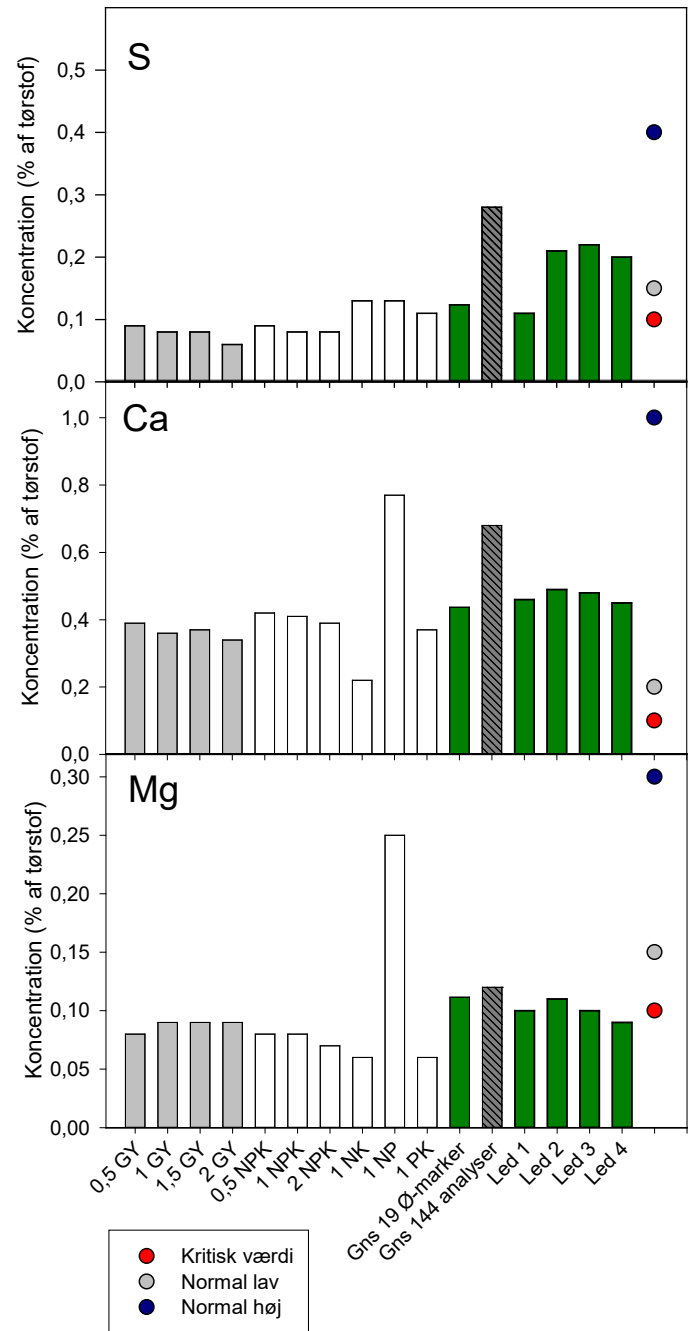 S
Koncentration (% af tørstof)
0,5
0,4
0,3
0,2
0,1
0,0
Ca
Koncentration (% af tørstof)
1,0
0,8
0,6
0,4
0,2
0,0
Mg
Koncentration (% af tørstof)
0,30
0,25
0,20
0,15
0,10
0,05
0,00
0,5 GY
1 GY
1,5 GY
2 GY
0,5 NPK
1 NPK
2 NPK
1 NK
1 NP
1 PK
Gns 19 Ø-marker
Gns 144 analyser
Led 1
Led 2
Led 3
Led 4
Kritisk værdi
Normal lav
Normal høj